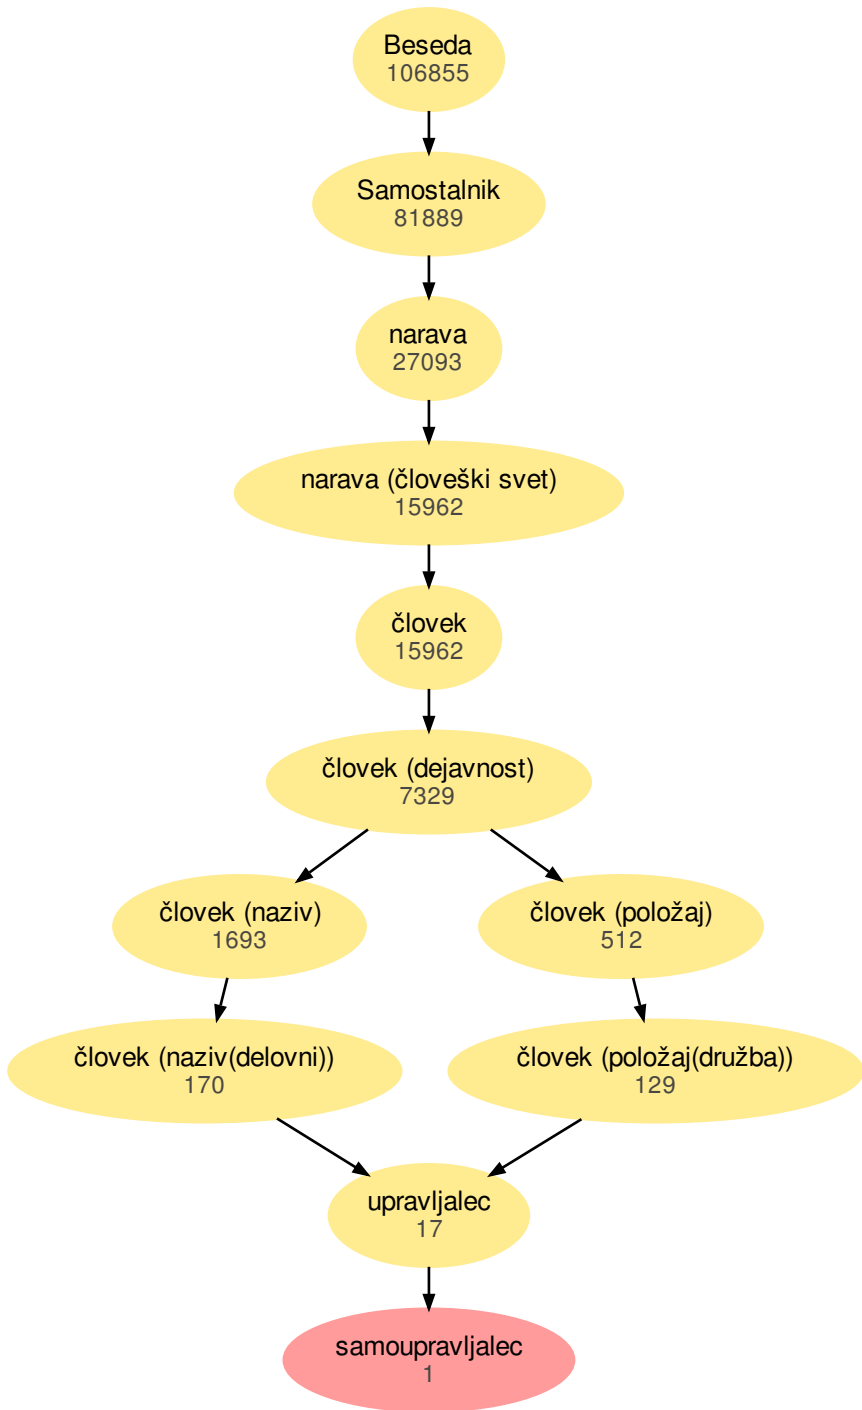 Beseda
106855
Samostalnik
81889
narava
27093
narava (človeški svet)
15962
človek
15962
človek (dejavnost)
7329
človek (naziv)
1693
človek (položaj)
512
človek (naziv(delovni))
170
človek (položaj(družba))
129
upravljalec
17
samoupravljalec
1